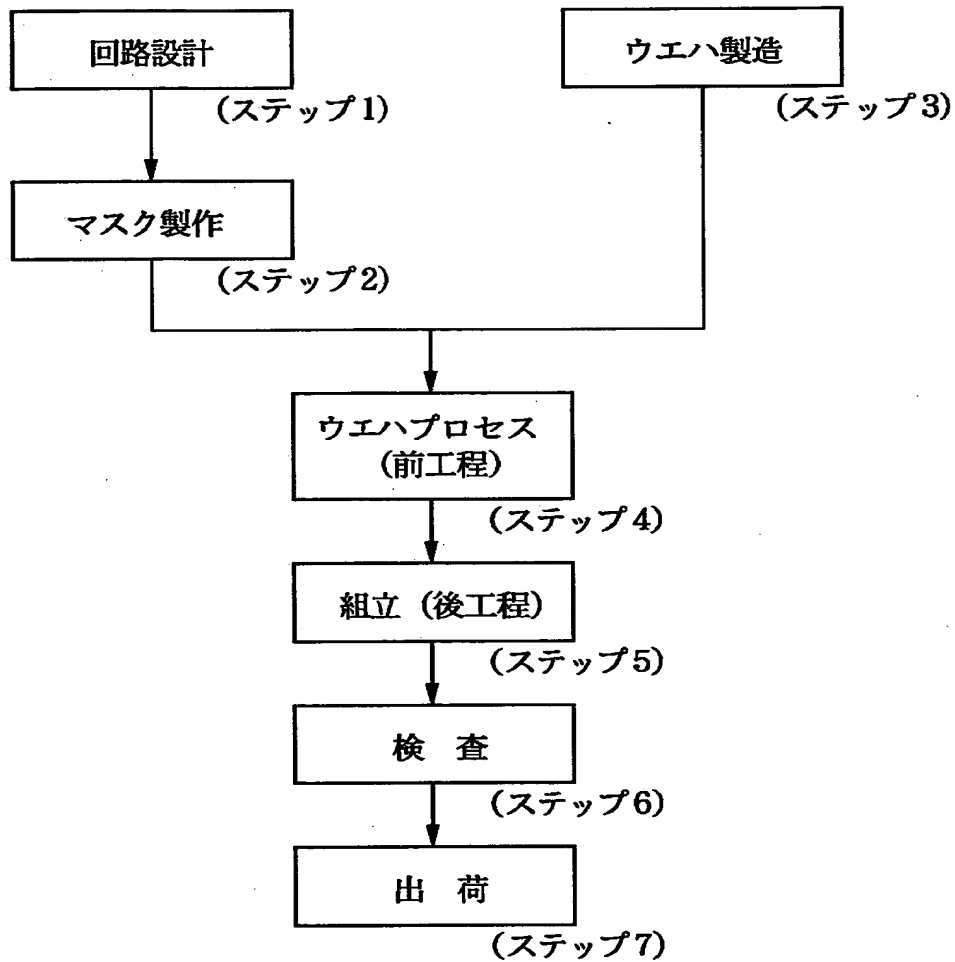 回路設計
(ステップ1)
ウエハ製造
(ステップ3)
マスク製作
(ステップ2)
ウエハプロセス
(前工程)
(ステップ4)
組立(後工程)
(ステップ5)
検 査
(ステップ6)
出 荷
(ステップ7)